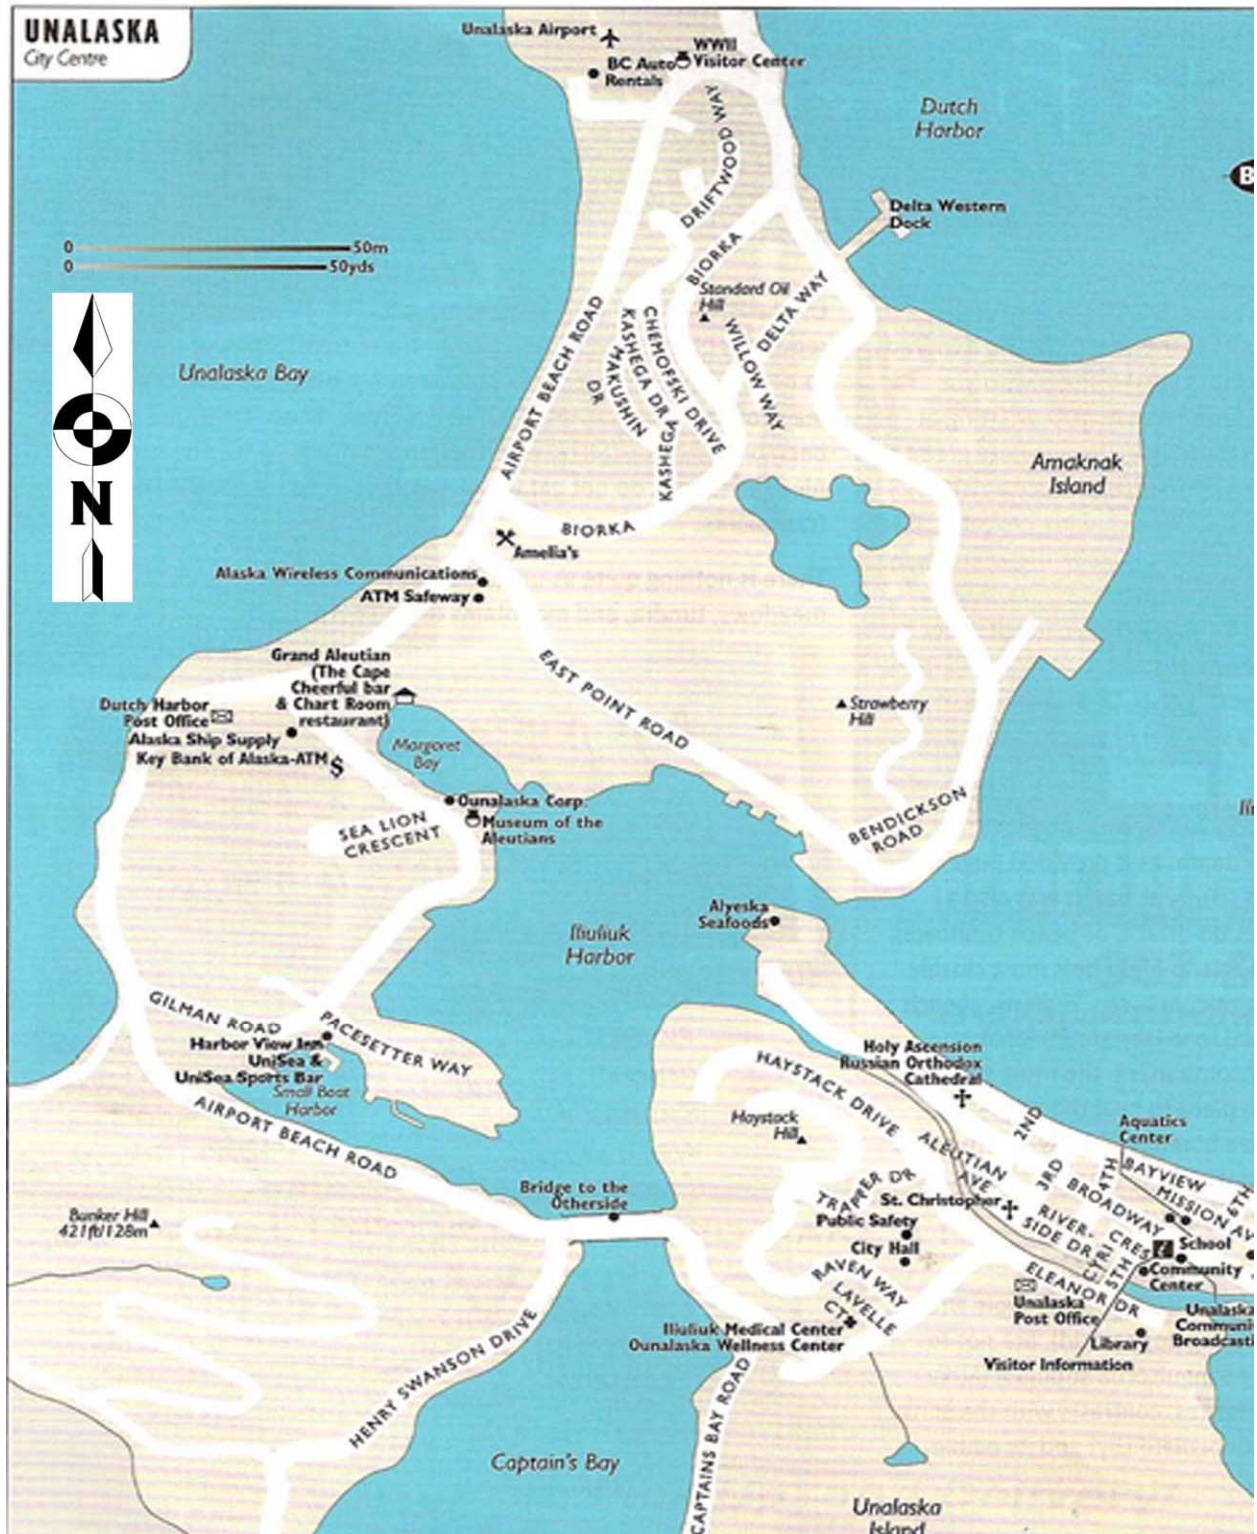 UNALASKA
City Centre
Unalaska Airport
BC Auto
Rentals
WWII
Visitor Center
Dutch
Harbor
DRIFTWOOD WAY
Delta Western
Dock
0 50m
0 50yds
N
Unalaska Bay
BIORKA
Standard Oil
Hill
DELTA WAY
WILLOW WAY
CHEMOFSKI DRIVE
KASHEGA DR
MAKUSHIN
DR
KASHEGA
AIRPORT BEACH ROAD
Amaknak
Island
BIORKA
Amelia's
Alaska Wireless Communications
ATM Safeway
EAST POINT ROAD
Grand Aleutian
(The Cape
Cheerful bar
& Chart Room
restaurant)
Dutch Harbor
Post Office
Alaska Ship Supply
Key Bank of Alaska-ATM
$
Margaret
Bay
Strawberry
Hill
Ounalaska Corp.
Museum of the
Aleutians
SEA LION
CRESCENT
BENDICKSON
ROAD
Alyeska
Seafoods
Iliuliuk
Harbor
GILMAN ROAD
PACESETTER WAY
Harbor View Inn
UniSea &
UniSea Sports Bar
Small Boat
Harbor
AIRPORT BEACH ROAD
Holy Ascension
Russian Orthodox
Cathedral
HAYSTACK DRIVE
Haystack
Hill
ALEUTIAN
AVE
2ND
3RD
4TH
5TH
6TH
Aquatics
Center
BAYVIEW
MISSION AV
BROADWAY
RIVER-
SIDE DR
CRES
TRAPPER DR
St. Christopher
Public Safety
City Hall
School
Community
Center
ELEANOR DR
Bridge to the
Otherside
Bunker Hill
421ft/128m
RAVEN WAY
LAVELLE
CT
Unalaska
Post Office
Unalaska
Communit
Broadcasti
Library
Visitor Information
Iliuliuk Medical Center
Ounalaska Wellness Center
HENRY SWANSON DRIVE
CAPTAINS BAY ROAD
Captain's Bay
Unalaska
Island